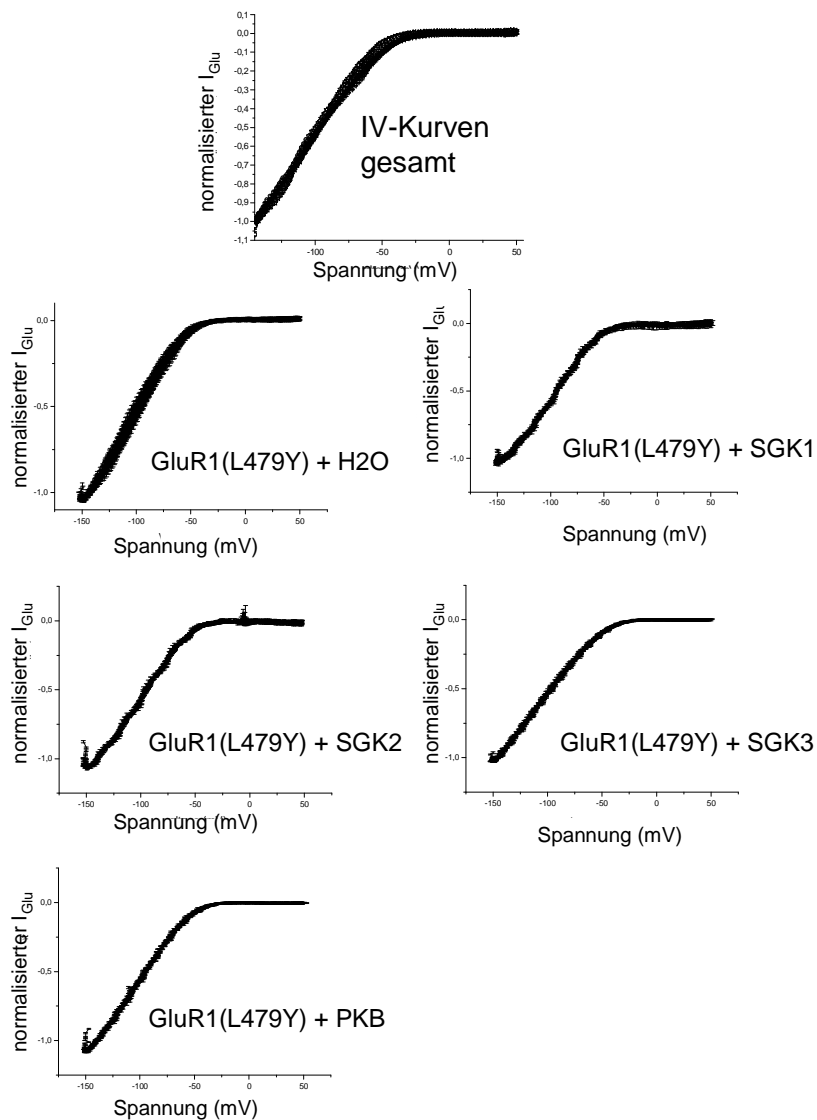 0,1
0,0
-0,1
-0,2
-0,3
-0,4
-0,5
-0,6
-0,7
-0,8
-0,9
-1,0
-1,1
normalisierter I_Glu
IV-Kurven
gesamt
-100 -50 0 50
Spannung (mV)
0,0
-0,5
-1,0
normalisierter I_Glu
GluR1(L479Y) + H2O
-150 -100 -50 0 50
Spannung (mV)
0,0
-0,5
-1,0
normalisierter I_Glu
GluR1(L479Y) + SGK1
-150 -100 -50 0 50
Spannung (mV)
0,0
-0,5
-1,0
normalisierter I_Glu
GluR1(L479Y) + SGK2
-150 -100 -50 0 50
Spannung (mV)
0,0
-0,5
-1,0
normalisierter I_Glu
GluR1(L479Y) + SGK3
-150 -100 -50 0 50
Spannung (mV)
0,0
-0,5
-1,0
normalisierter I_Glu
GluR1(L479Y) + PKB
-150 -100 -50 0 50
Spannung (mV)